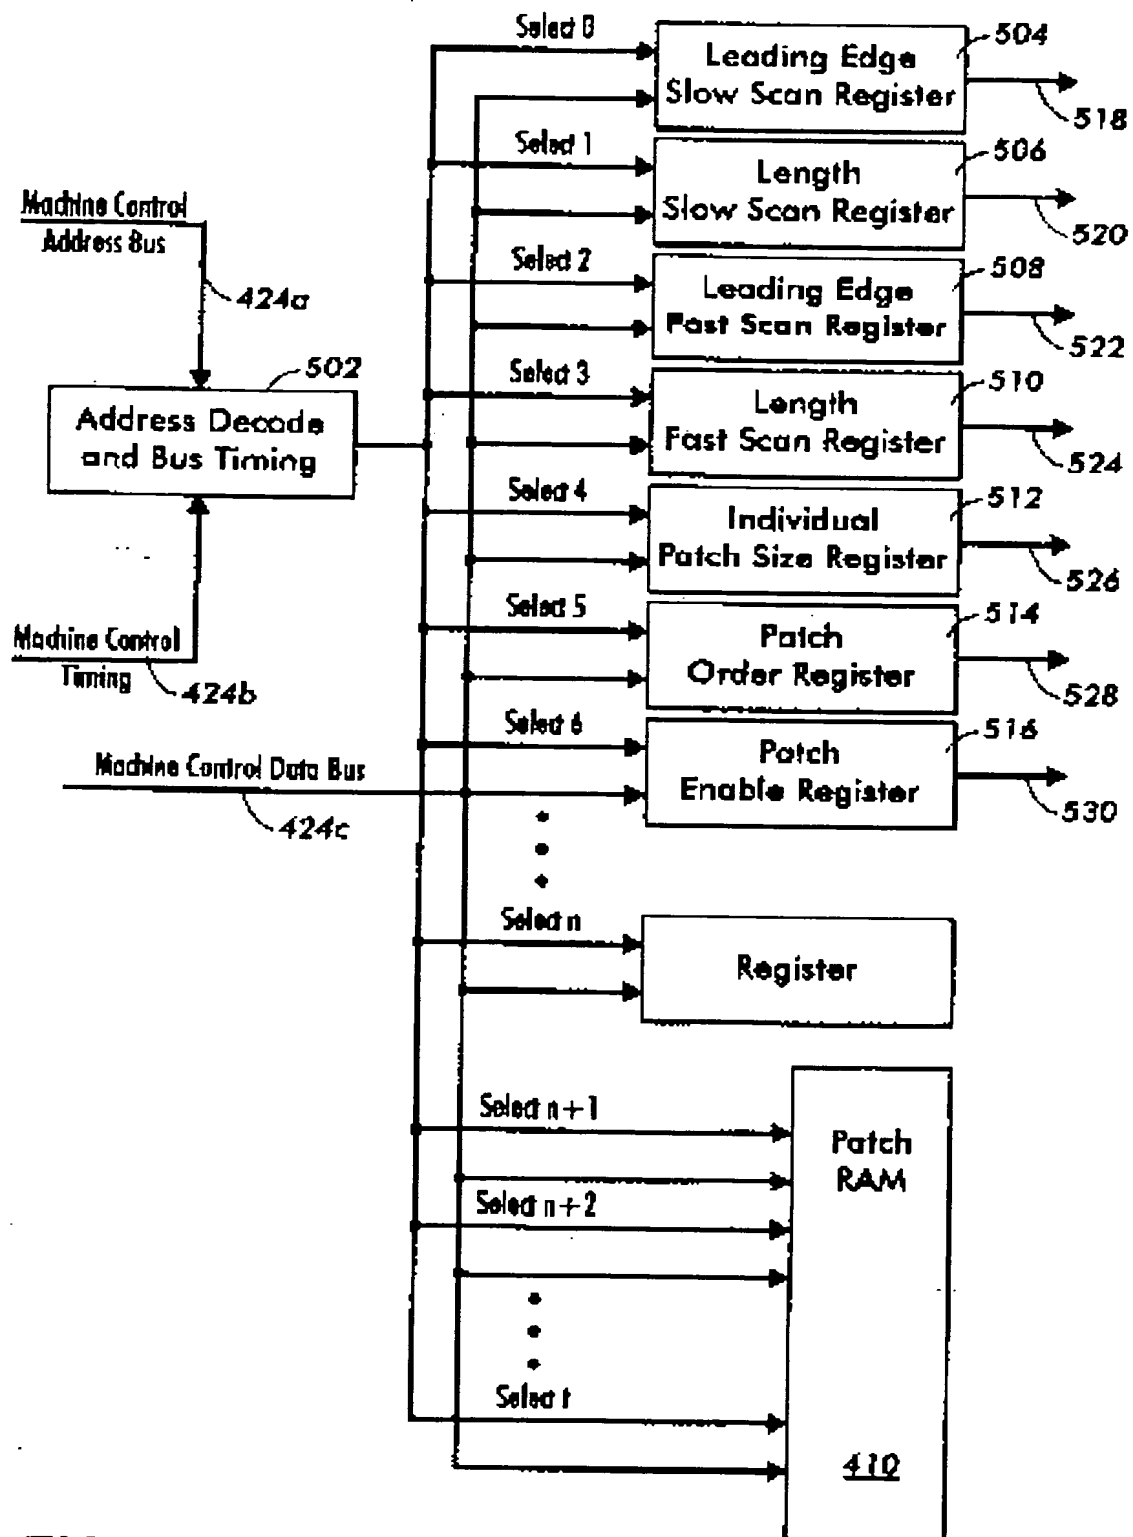 Select 0
Leading Edge
Slow Scan Register
504
518
Select 1
Length
Slow Scan Register
506
520
Machine Control
Address Bus
424a
Select 2
Leading Edge
Fast Scan Register
508
522
502
Address Decode
and Bus Timing
Select 3
Length
Fast Scan Register
510
524
Select 4
Individual
Patch Size Register
512
526
Machine Control
Timing
424b
Select 5
Patch
Order Register
514
528
Machine Control Data Bus
424c
Select 6
Patch
Enable Register
516
530
Select n
Register
Select n+1
Patch
RAM
Select n+2
Select t
410